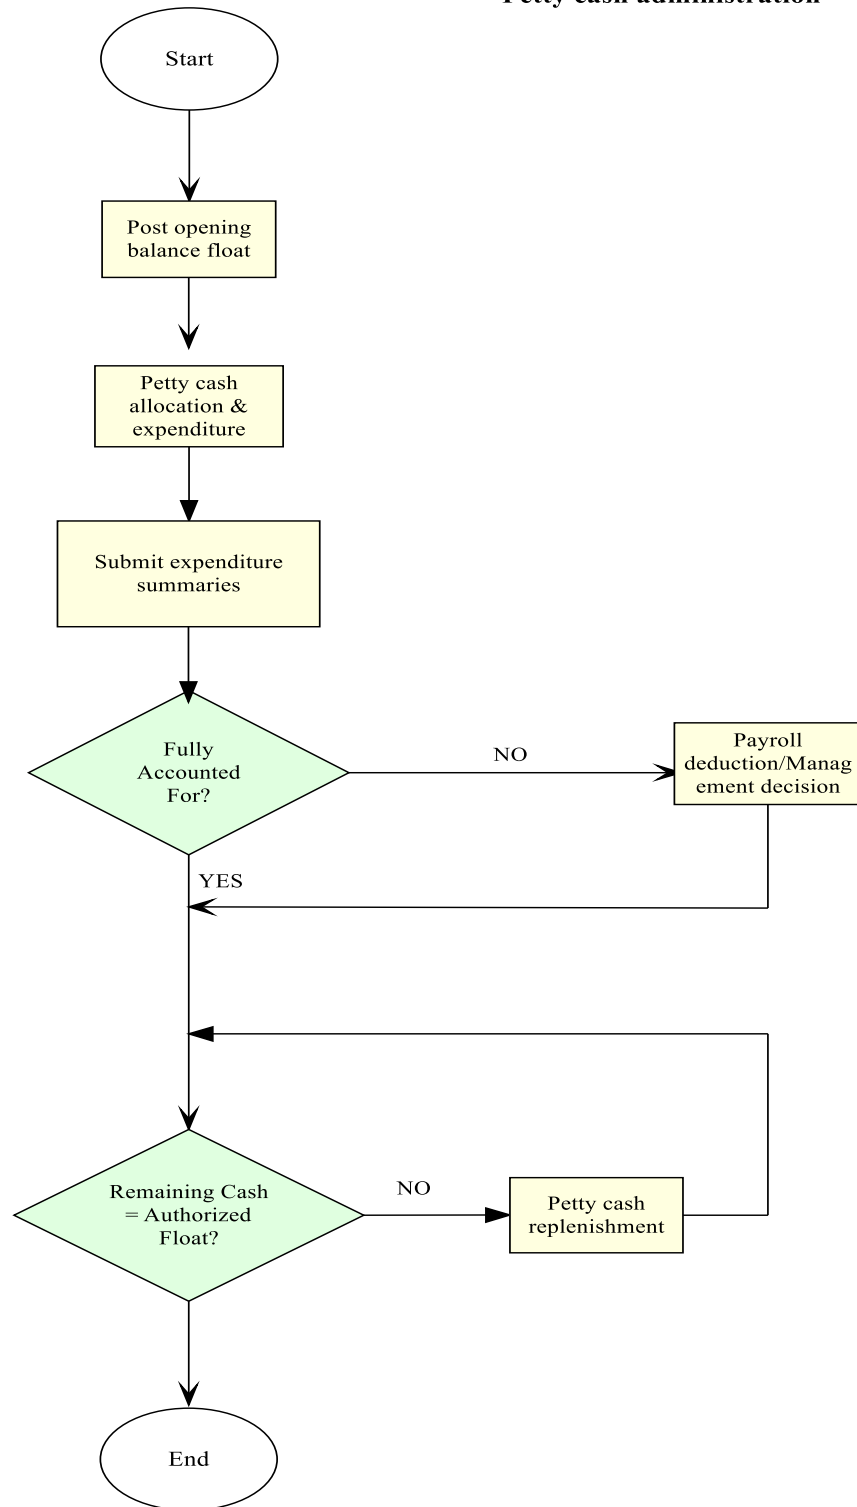 Petty cash administration
Start
Post opening
balance float
Petty cash
allocation &
expenditure
Submit expenditure
summaries
Fully
Accounted
For?
NO
Payroll
deduction/Manag
ement decision
YES
Remaining Cash
= Authorized
Float?
NO
Petty cash
replenishment
End